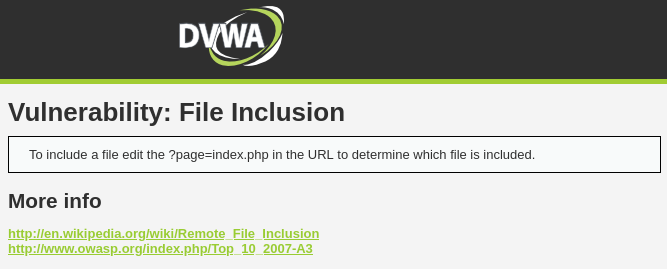 DVWA
Vulnerability: File Inclusion
To include a file edit the ?page=index.php in the URL to determine which file is included.
More info
http://en.wikipedia.org/wiki/Remote_File_Inclusion
http://www.owasp.org/index.php/Top_10_2007-A3